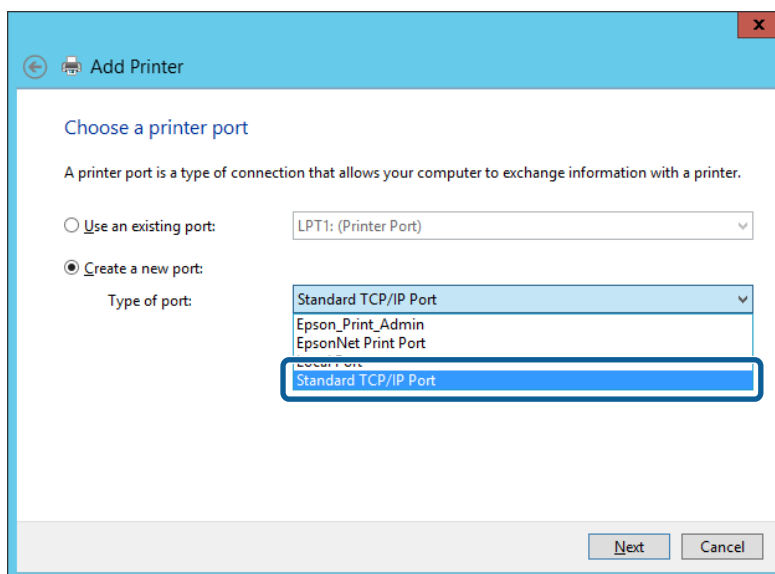 x
Add Printer
Choose a printer port
A printer port is a type of connection that allows your computer to exchange information with a printer.
Use an existing port: LPT1: (Printer Port)
Create a new port:
Type of port: Standard TCP/IP Port
Epson_Print_Admin
EpsonNet Print Port
Local Port
Standard TCP/IP Port
Next Cancel